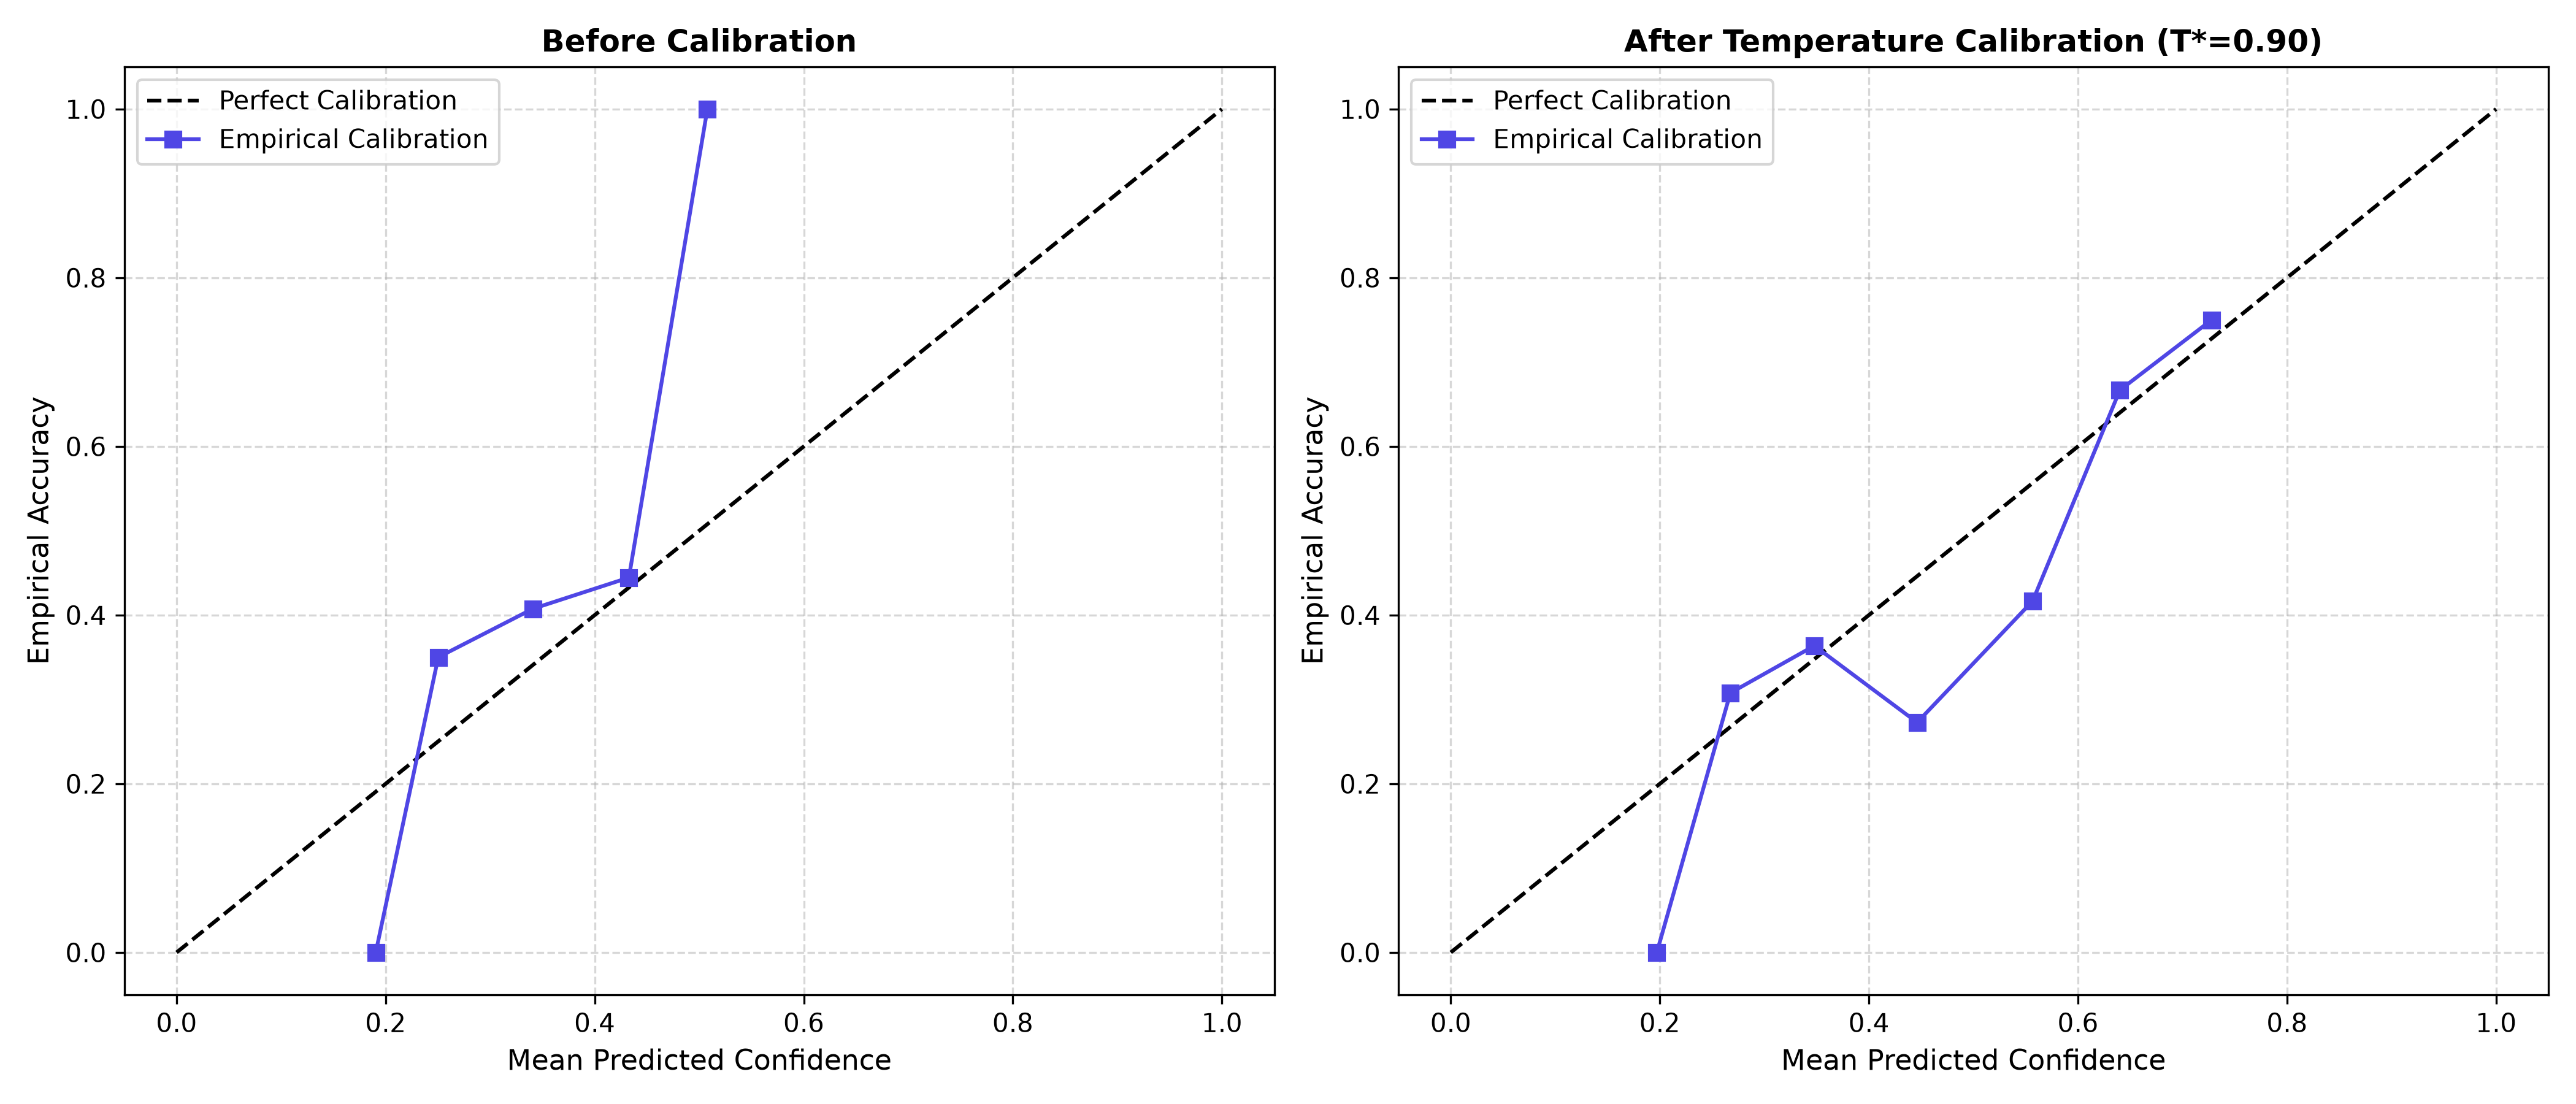 Before Calibration
Perfect Calibration
Empirical Calibration
1.0
0.8
0.6
0.4
0.2
0.0
Empirical Accuracy
0.0 0.2 0.4 0.6 0.8 1.0
Mean Predicted Confidence
After Temperature Calibration (T*=0.90)
Perfect Calibration
Empirical Calibration
1.0
0.8
0.6
0.4
0.2
0.0
Empirical Accuracy
0.0 0.2 0.4 0.6 0.8 1.0
Mean Predicted Confidence